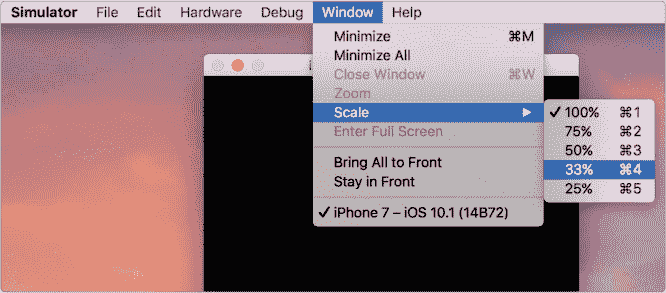 Simulator File Edit Hardware Debug Window Help
Minimize ⌘M
Minimize All
Close Window ⌘W
Zoom
Scale ▶
✓ 100% ⌘1
75% ⌘2
50% ⌘3
33% ⌘4
25% ⌘5
Enter Full Screen
Bring All to Front
Stay in Front
✓ iPhone 7 – iOS 10.1 (14B72)